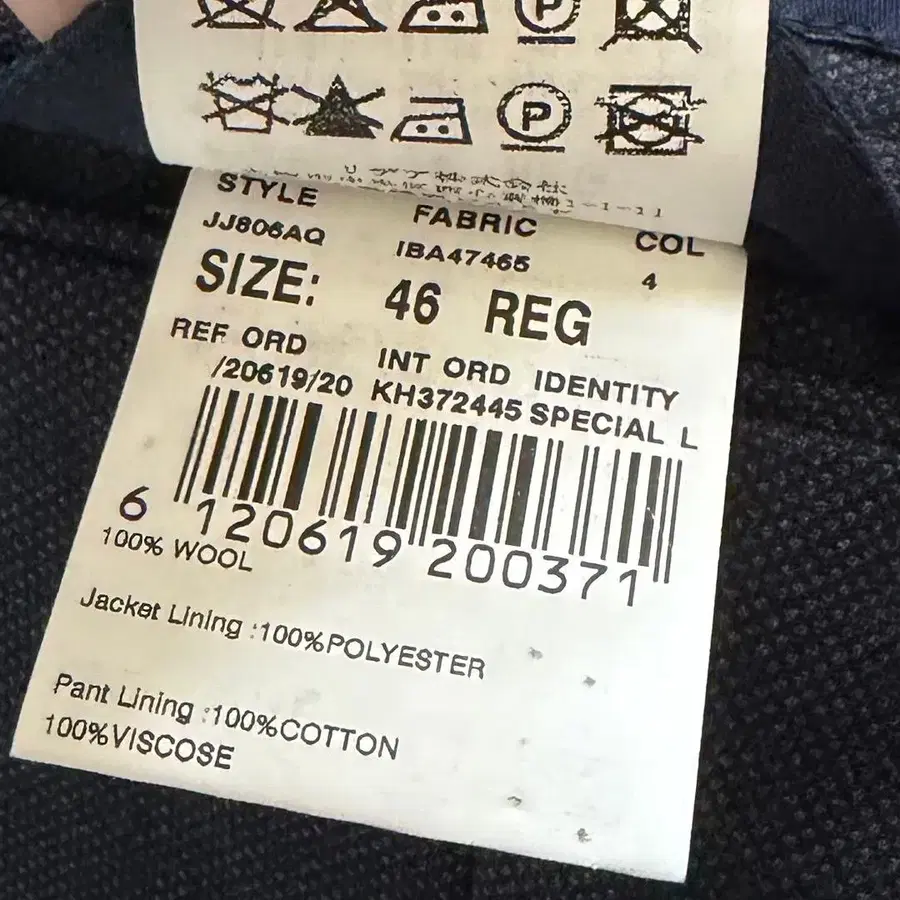 P
P
STYLE FABRIC COL
JJ806AQ IBA47465 4
SIZE: 46 REG
REF ORD INT ORD IDENTITY
/20619/20 KH372445 SPECIAL L
6 120619 200371
100% WOOL
Jacket Lining :100%POLYESTER
Pant Lining :100%COTTON
100%VISCOSE